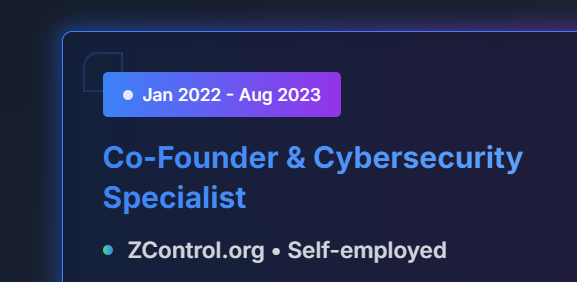 Jan 2022 - Aug 2023
Co-Founder & Cybersecurity
Specialist
ZControl.org • Self-employed